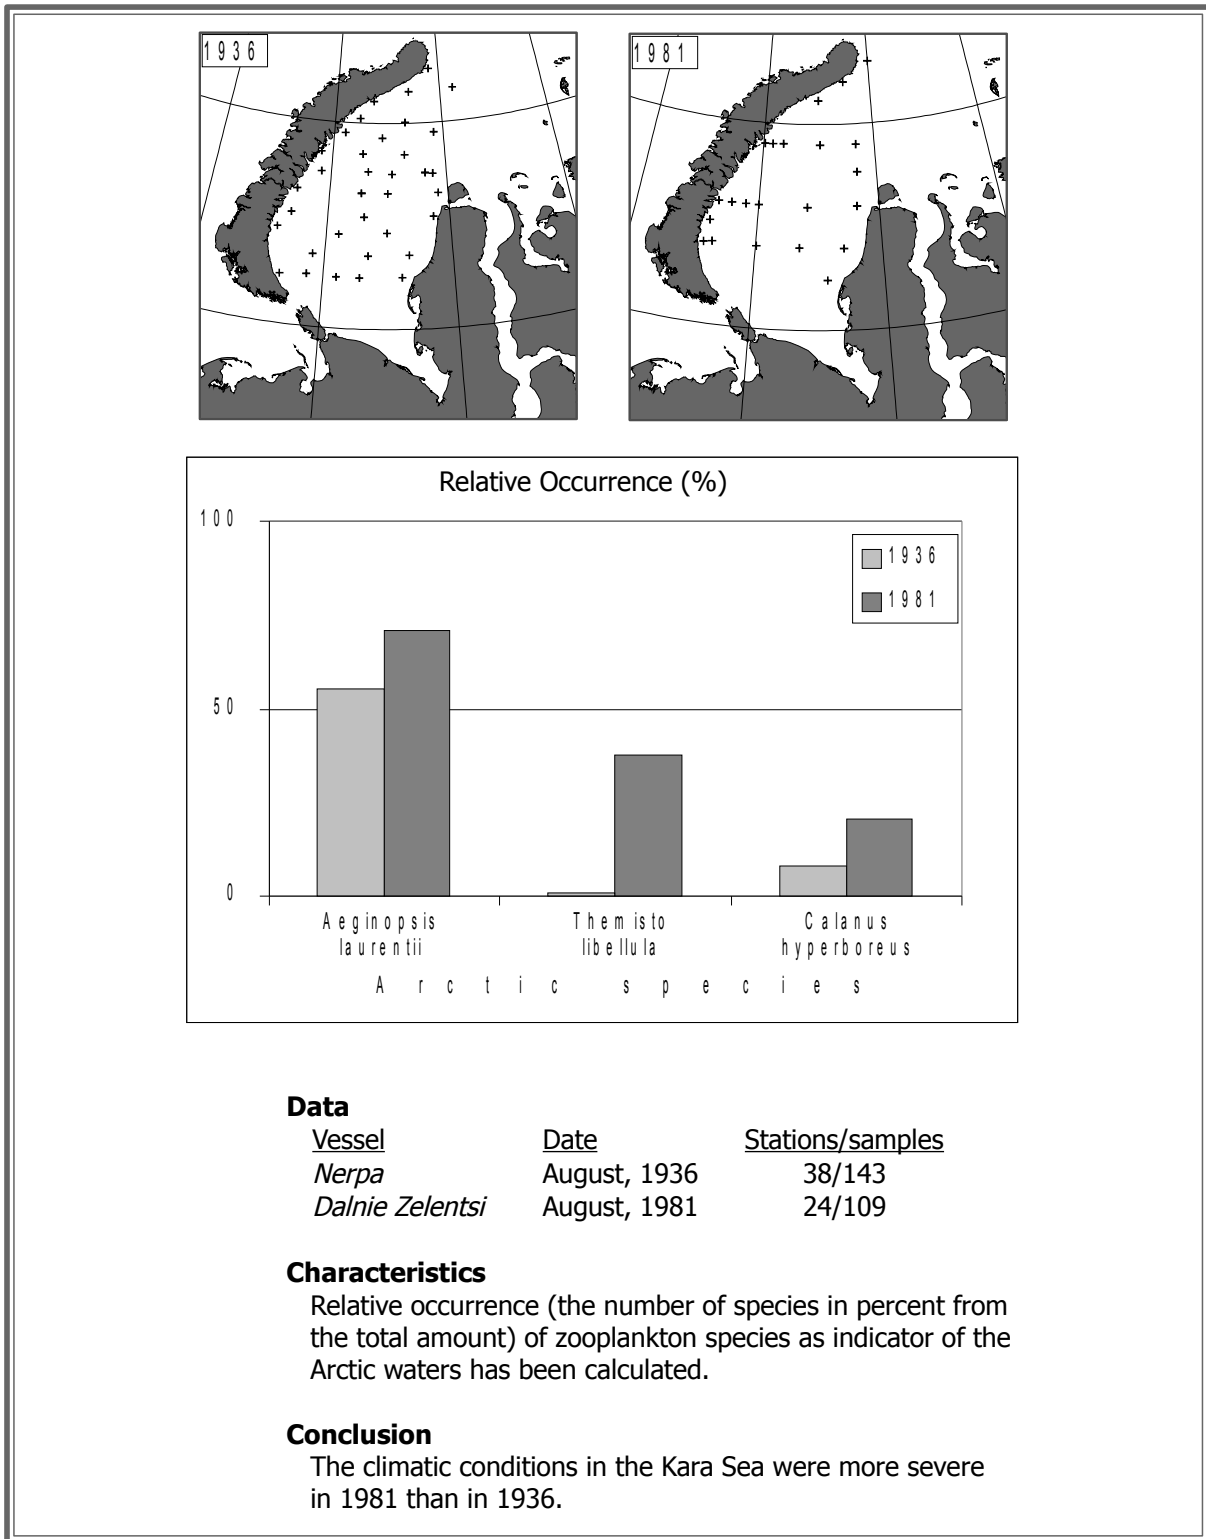 1936
1981
Relative Occurrence (%)
100
1936
1981
50
0
Aeginopsis
laurentii
Themisto
libellula
Calanus
hyperboreus
Arctic species
Data
Vessel Date Stations/samples
Nerpa August, 1936 38/143
Dalnie Zelentsi August, 1981 24/109
Characteristics
Relative occurrence (the number of species in percent from
the total amount) of zooplankton species as indicator of the
Arctic waters has been calculated.
Conclusion
The climatic conditions in the Kara Sea were more severe
in 1981 than in 1936.